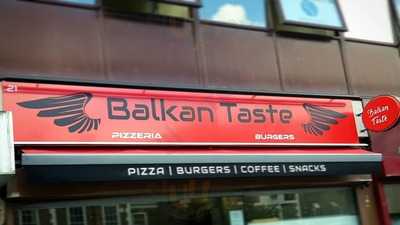 21
Balkan Taste
PIZZERIA BURGERS
Balkan
Taste
PIZZA | BURGERS | COFFEE | SNACKS